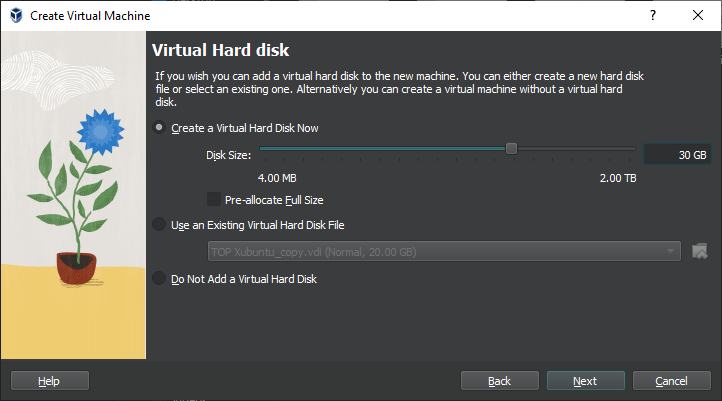 Create Virtual Machine
?
Virtual Hard disk
If you wish you can add a virtual hard disk to the new machine. You can either create a new hard disk
file or select an existing one. Alternatively you can create a virtual machine without a virtual hard
disk.
Create a Virtual Hard Disk Now
Disk Size:
30 GB
4.00 MB
2.00 TB
Pre-allocate Full Size
Use an Existing Virtual Hard Disk File
TOP Xubuntu_copy.vdi (Normal, 20.00 GB)
Do Not Add a Virtual Hard Disk
Help
Back
Next
Cancel